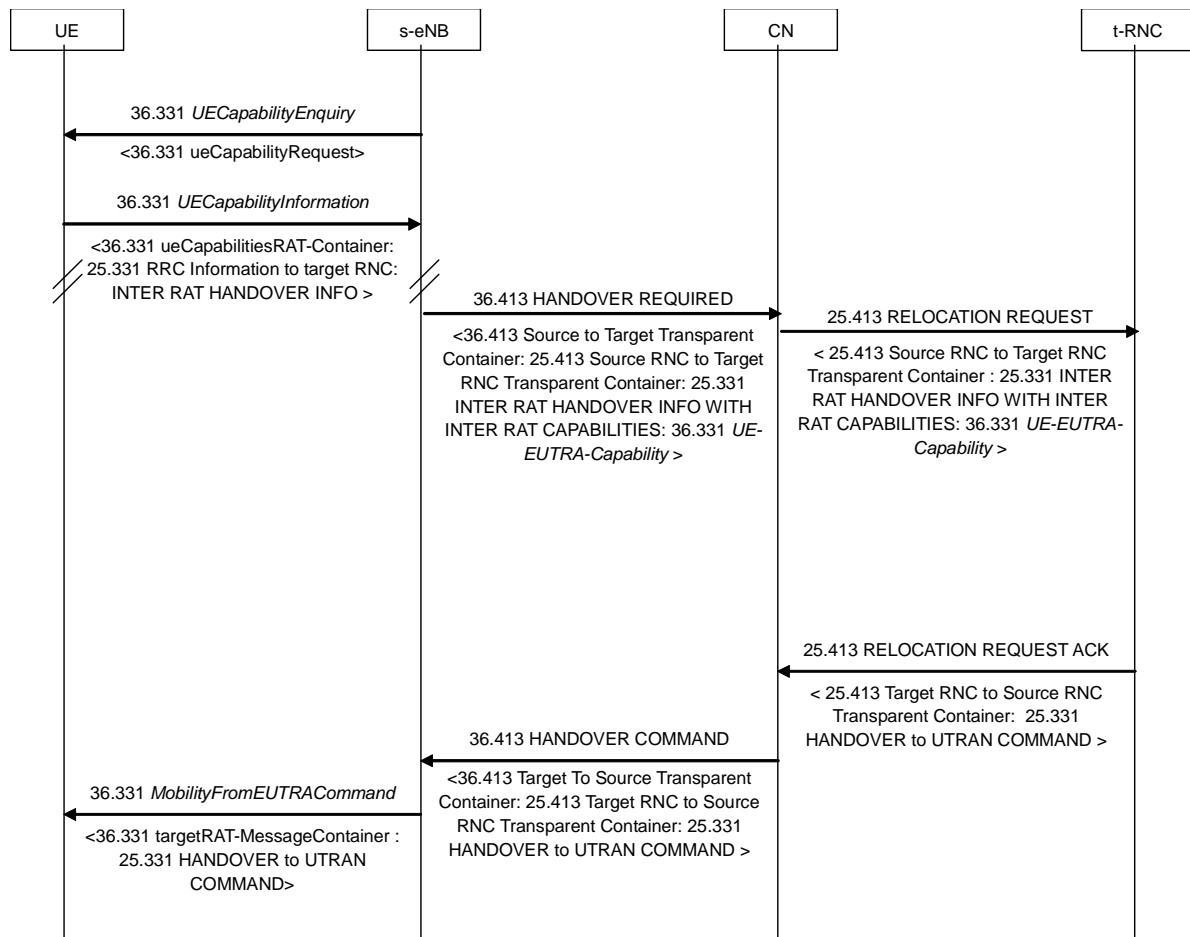 UE
s-eNB
CN
t-RNC
36.331 UECapabilityEnquiry
<36.331 ueCapabilityRequest>
36.331 UECapabilityInformation
<36.331 ueCapabilitiesRAT-Container:
25.331 RRC Information to target RNC:
INTER RAT HANDOVER INFO >
36.413 HANDOVER REQUIRED
<36.413 Source to Target Transparent
Container: 25.413 Source RNC to Target
RNC Transparent Container: 25.331
INTER RAT HANDOVER INFO WITH
INTER RAT CAPABILITIES: 36.331 UE-
EUTRA-Capability >
25.413 RELOCATION REQUEST
< 25.413 Source RNC to Target RNC
Transparent Container : 25.331 INTER
RAT HANDOVER INFO WITH INTER
RAT CAPABILITIES: 36.331 UE-EUTRA-
Capability >
25.413 RELOCATION REQUEST ACK
< 25.413 Target RNC to Source RNC
Transparent Container:  25.331
HANDOVER to UTRAN COMMAND >
36.413 HANDOVER COMMAND
<36.413 Target To Source Transparent
Container: 25.413 Target RNC to Source
RNC Transparent Container: 25.331
HANDOVER to UTRAN COMMAND >
36.331 MobilityFromEUTRACommand
<36.331 targetRAT-MessageContainer :
25.331 HANDOVER to UTRAN
COMMAND>